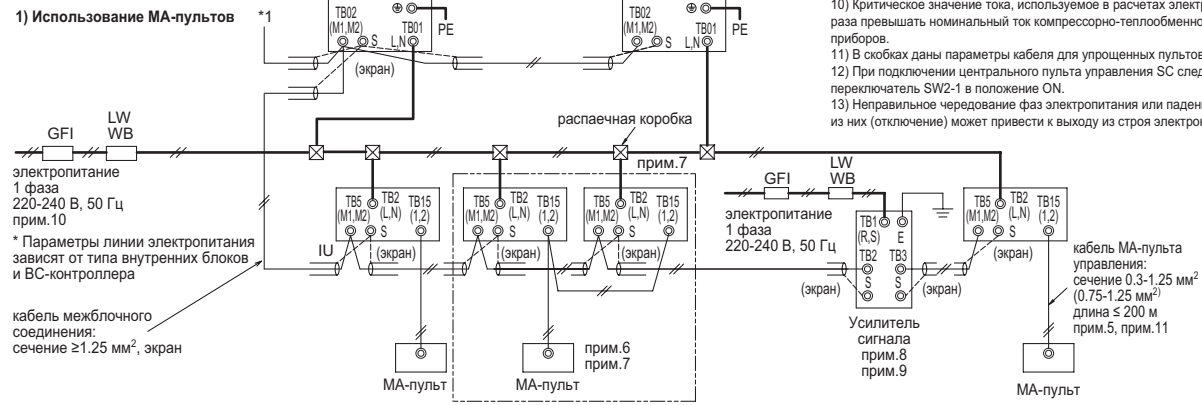 1) Использование МА-пультов *1
TB02
(M1,M2)
S
TB01
L,N
PE
(экран)
TB02
(M1,M2)
S
TB01
L,N
PE
10) Критическое значение тока, используемое в расчетах электр
раза превышать номинальный ток компрессорно-теплообменно
приборов.
11) В скобках даны параметры кабеля для упрощенных пультов
12) При подключении центрального пульта управления SC след
переключатель SW2-1 в положение ON.
13) Неправильное чередование фаз электропитания или паден
из них (отключение) может привести к выходу из строя электрон
GFI
LW
WB
распаечная коробка
прим.7
электропитание
1 фаза
220-240 В, 50 Гц
прим.10
* Параметры линии электропитания
зависят от типа внутренних блоков
и ВС-контроллера
кабель межблочного
соединения:
сечение ≥1.25 мм², экран
TB5
(M1,M2)
TB2
(L,N)
TB15
(1,2)
S
IU
(экран)
МА-пульт
TB5
(M1,M2)
TB2
(L,N)
TB15
(1,2)
S
(экран)
МА-пульт
прим.6
прим.7
TB5
(M1,M2)
TB2
(L,N)
TB15
(1,2)
S
(экран)
GFI
LW
WB
электропитание
1 фаза
220-240 В, 50 Гц
TB1
(R,S)
E
TB2
TB3
S
S
(экран)
(экран)
Усилитель
сигнала
прим.8
прим.9
TB5
(M1,M2)
TB2
(L,N)
TB15
(1,2)
S
(экран)
кабель МА-пульта
управления:
сечение 0.3-1.25 мм²
(0.75-1.25 мм²)
длина ≤ 200 м
прим.5, прим.11
МА-пульт